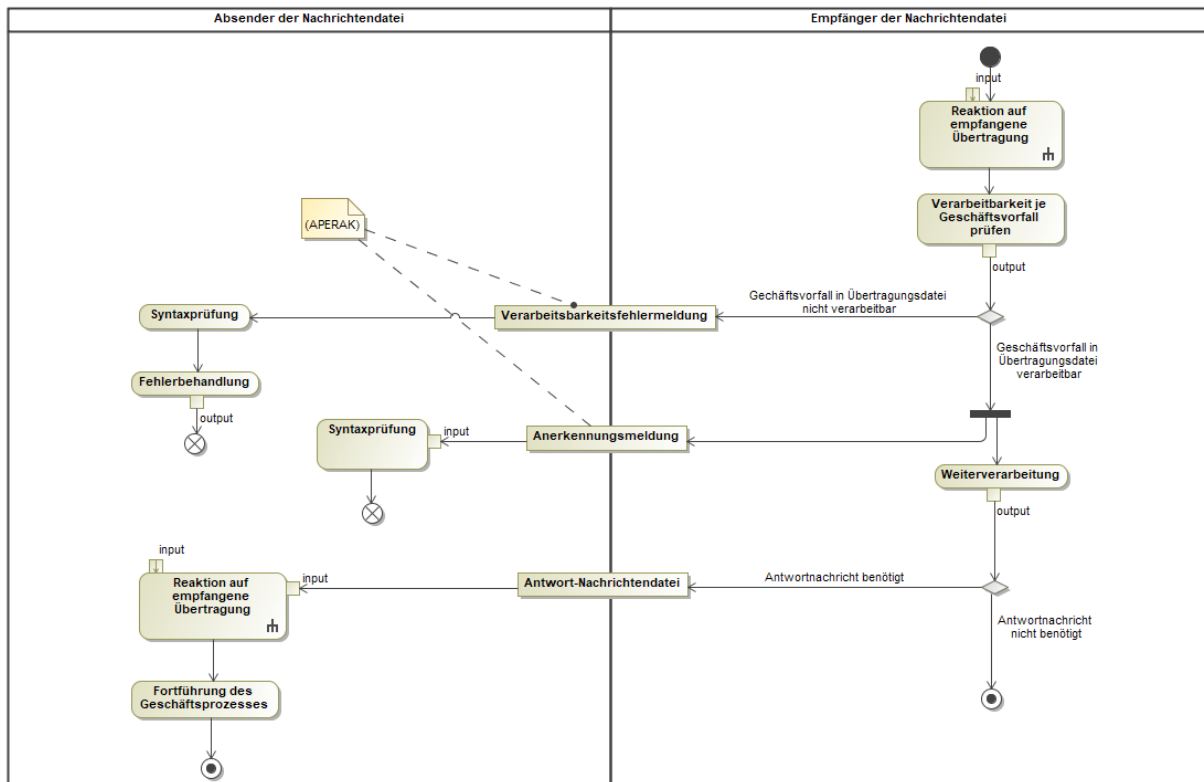 Absender der Nachrichtendatei
Empfänger der Nachrichtendatei
input
Reaktion auf
empfangene
Übertragung
Verarbeitbarkeit je
Geschäftsvorfall
prüfen
output
(APERAK)
Gechäftsvorfall in Übertragungsdatei
nicht verarbeitbar
Verarbeitsbarkeitsfehlermeldung
Syntaxprüfung
Geschäftsvorfall in
Übertragungsdatei
verarbeitbar
Fehlerbehandlung
output
Syntaxprüfung
input
Anerkennungsmeldung
Weiterverarbeitung
output
input
Reaktion auf
empfangene
Übertragung
input
Antwort-Nachrichtendatei
Antwortnachricht benötigt
Antwortnachricht
nicht benötigt
Fortführung des
Geschäftsprozesses